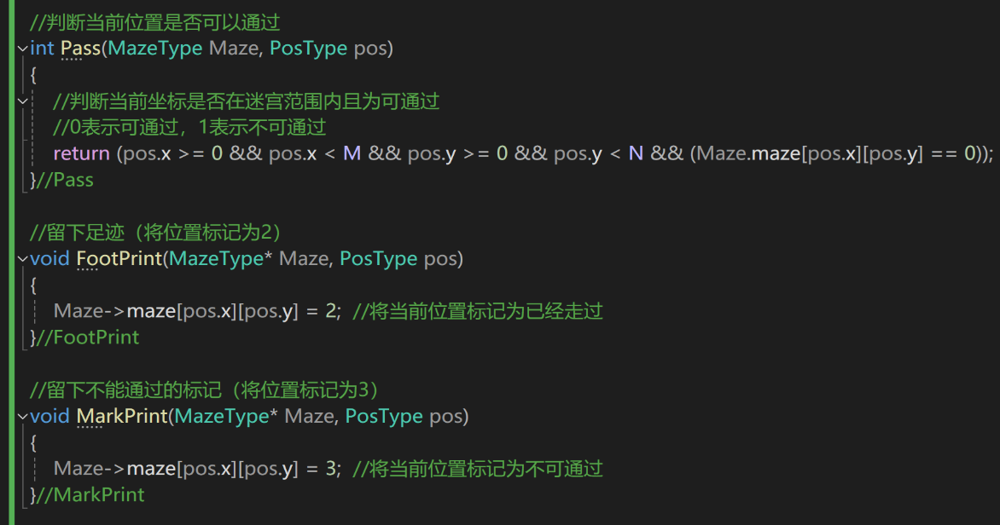 //判断当前位置是否可以通过
int Pass(MazeType Maze, PosType pos)
{
//判断当前坐标是否在迷宫范围内且为可通过
//0表示可通过，1表示不可通过
return (pos.x >= 0 && pos.x < M && pos.y >= 0 && pos.y < N && (Maze.maze[pos.x][pos.y] == 0));
}//Pass
//留下足迹（将位置标记为2）
void FootPrint(MazeType* Maze, PosType pos)
{
Maze->maze[pos.x][pos.y] = 2; //将当前位置标记为已经走过
}//FootPrint
//留下不能通过的标记（将位置标记为3）
void MarkPrint(MazeType* Maze, PosType pos)
{
Maze->maze[pos.x][pos.y] = 3; //将当前位置标记为不可通过
}//MarkPrint